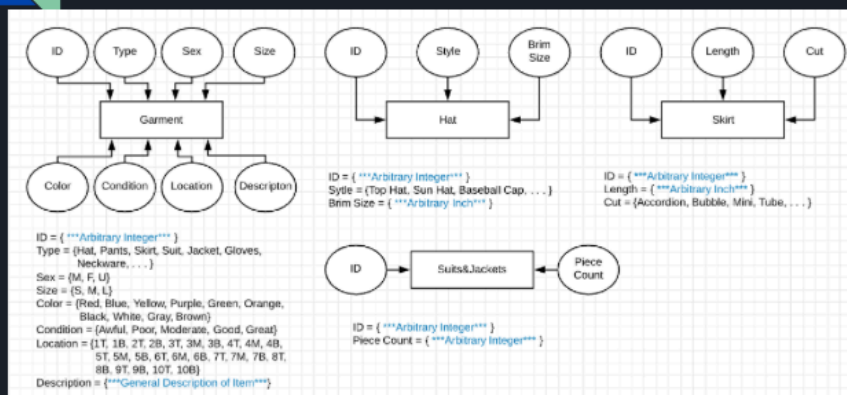 ID
Type
Sex
Size
Garment
Color
Condition
Location
Descripton
ID = { ***Arbitrary Integer*** }
Type = {Hat, Pants, Skirt, Suit, Jacket, Gloves,
Neckware, . . . }
Sex = {M, F, U}
Size = {S, M, L}
Color = {Red, Blue, Yellow, Purple, Green, Orange,
Black, White, Gray, Brown}
Condition = {Awful, Poor, Moderate, Good, Great}
Location = {1T, 1B, 2T, 2B, 3T, 3M, 3B, 4T, 4M, 4B,
5T, 5M, 5B, 6T, 6M, 6B, 7T, 7M, 7B, 8T,
8B, 9T, 9B, 10T, 10B}
Description = {***General Description of Item***}
ID
Style
Brim
Size
Hat
ID = { ***Arbitrary Integer*** }
Sytle = {Top Hat, Sun Hat, Baseball Cap, . . . }
Brim Size = { ***Arbitrary Inch*** }
ID
Length
Cut
Skirt
ID = { ***Arbitrary Integer*** }
Length = { ***Arbitrary Inch*** }
Cut = {Accordion, Bubble, Mini, Tube, . . . }
ID
Suits&Jackets
Piece
Count
ID = { ***Arbitrary Integer*** }
Piece Count = { ***Arbitrary Integer*** }